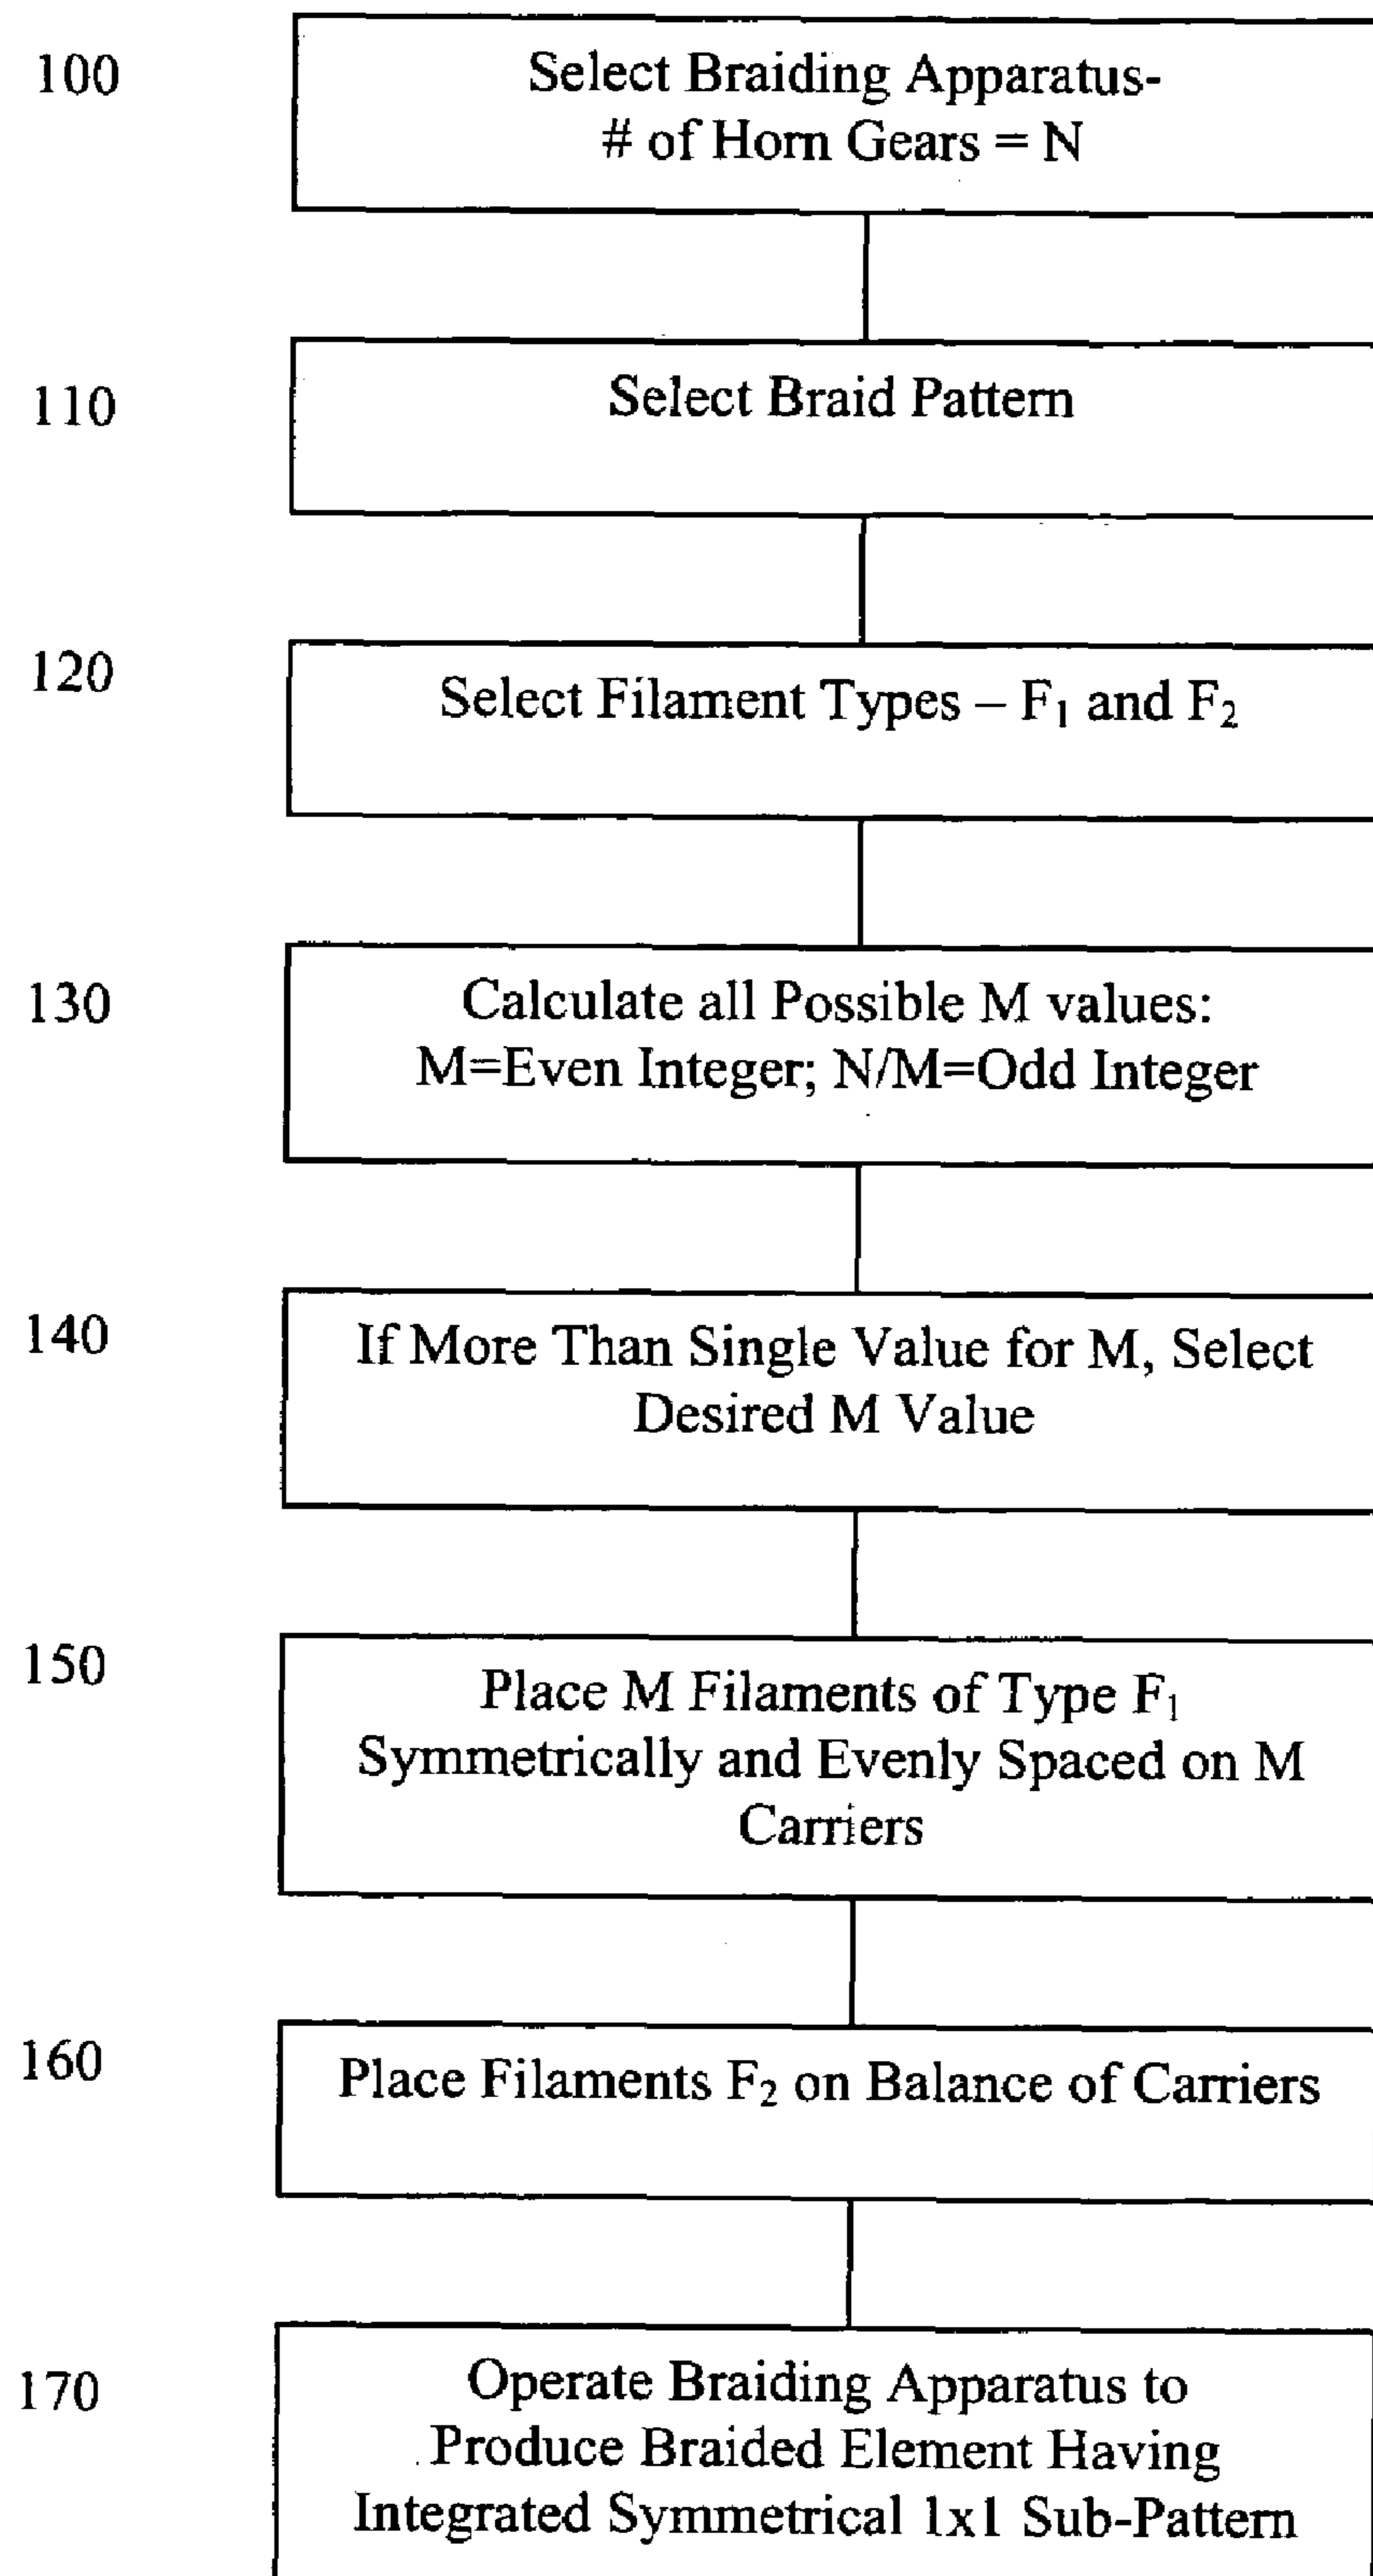 100
Select Braiding Apparatus-
# of Horn Gears = N
110
Select Braid Pattern
120
Select Filament Types – F₁ and F₂
130
Calculate all Possible M values:
M=Even Integer; N/M=Odd Integer
140
If More Than Single Value for M, Select
Desired M Value
150
Place M Filaments of Type F₁
Symmetrically and Evenly Spaced on M
Carriers
160
Place Filaments F₂ on Balance of Carriers
170
Operate Braiding Apparatus to
Produce Braided Element Having
Integrated Symmetrical 1x1 Sub-Pattern